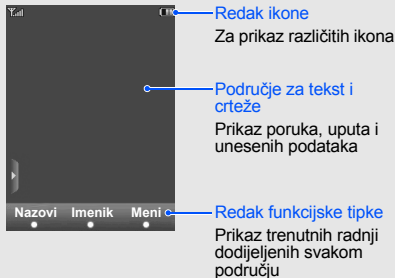 Redak ikone
Za prikaz različitih ikona
Područje za tekst i
crteže
Prikaz poruka, uputa i
unesenih podataka
Nazovi Imenik Meni
Redak funkcijske tipke
Prikaz trenutnih radnji
dodijeljenih svakom
području